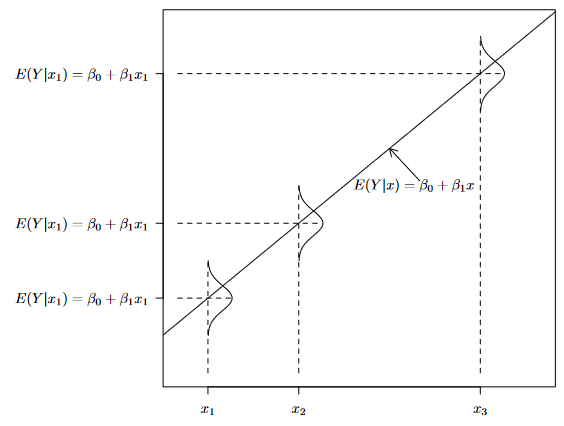 E(Y|x₁) = β₀ + β₁x₁
E(Y|x) = β₀ + β₁x
E(Y|x₁) = β₀ + β₁x₁
E(Y|x₁) = β₀ + β₁x₁
x₁ x₂ x₃